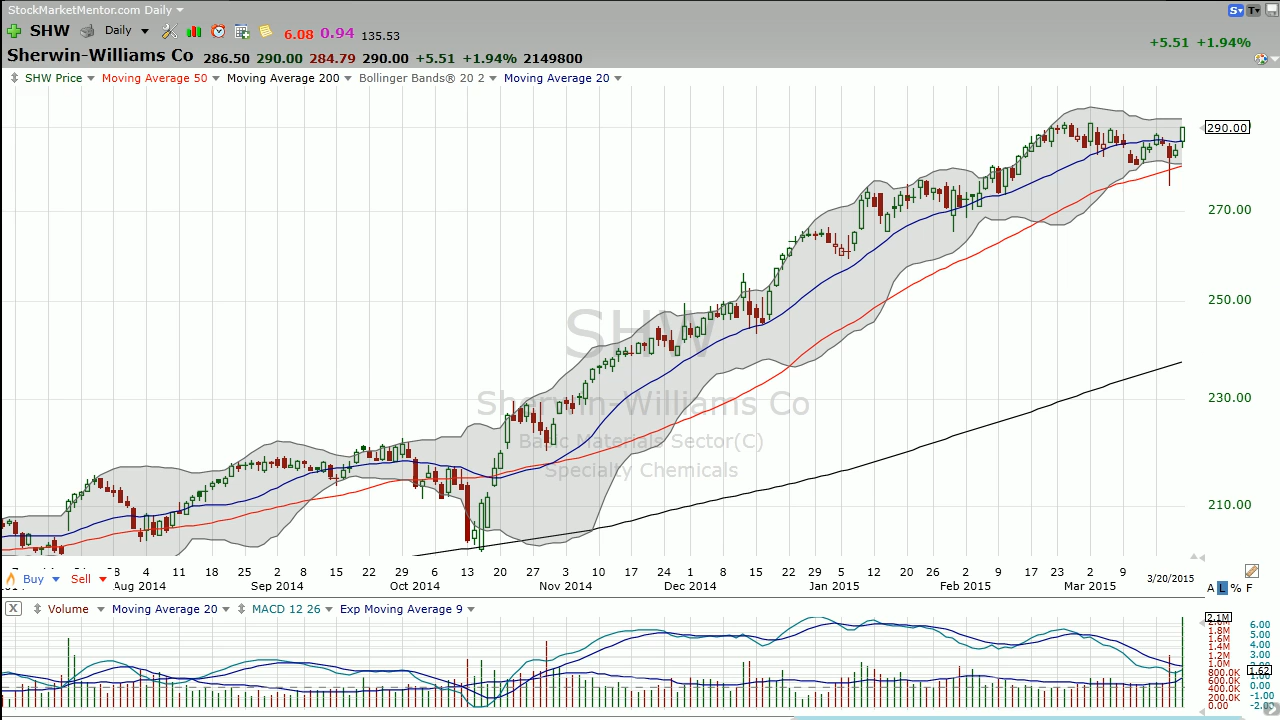 StockMarketMentor.com Daily
SHW Daily 6.08 0.94 135.53
+5.51 +1.94%
Sherwin-Williams Co 286.50 290.00 284.79 290.00 +5.51 +1.94% 2149800
SHW Price Moving Average 50 Moving Average 200 Bollinger Bands® 20 2 Moving Average 20
290.00
270.00
250.00
230.00
210.00
SHW
Sherwin-Williams Co
Basic Materials Sector(C)
Specialty Chemicals
28 4 11 18 25 2 8 15 22 29 6 13 20 27 3 10 17 24 1 8 15 22 29 5 12 20 26 2 9 17 23 2 9
3/20/2015
Buy Sell Aug 2014 Sep 2014 Oct 2014 Nov 2014 Dec 2014 Jan 2015 Feb 2015 Mar 2015
A L % F
X Volume Moving Average 20 MACD 12 26 Exp Moving Average 9
2.1M
1.8M
1.6M
1.4M
1.2M
1.0M
800.0K
600.0K
400.0K
200.0K
0.00
6.00
5.00
4.00
3.00
1.62
1.00
0.00
-1.00
-2.00